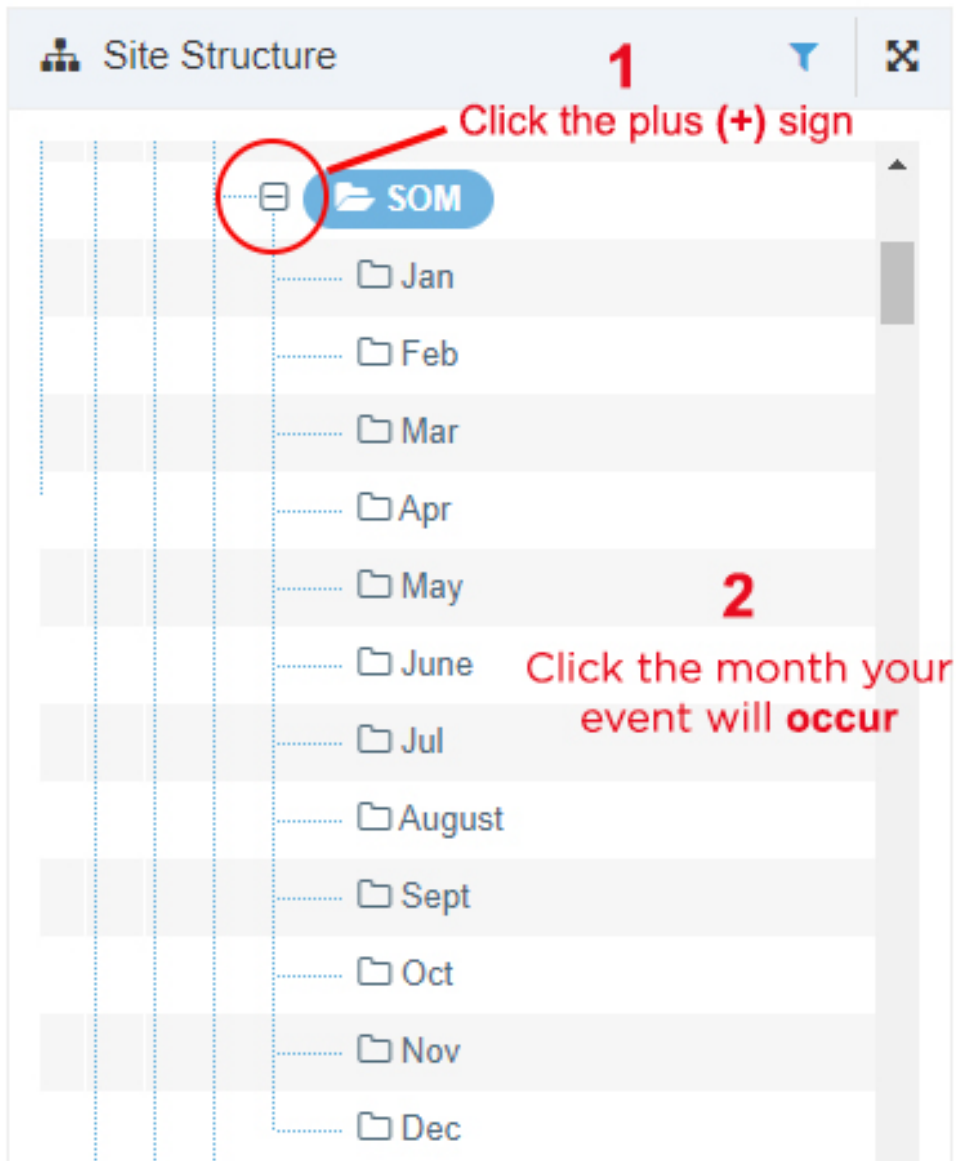 Site Structure
1
Click the plus (+) sign
SOM
Jan
Feb
Mar
Apr
May
2
June
Click the month your
event will occur
Jul
August
Sept
Oct
Nov
Dec